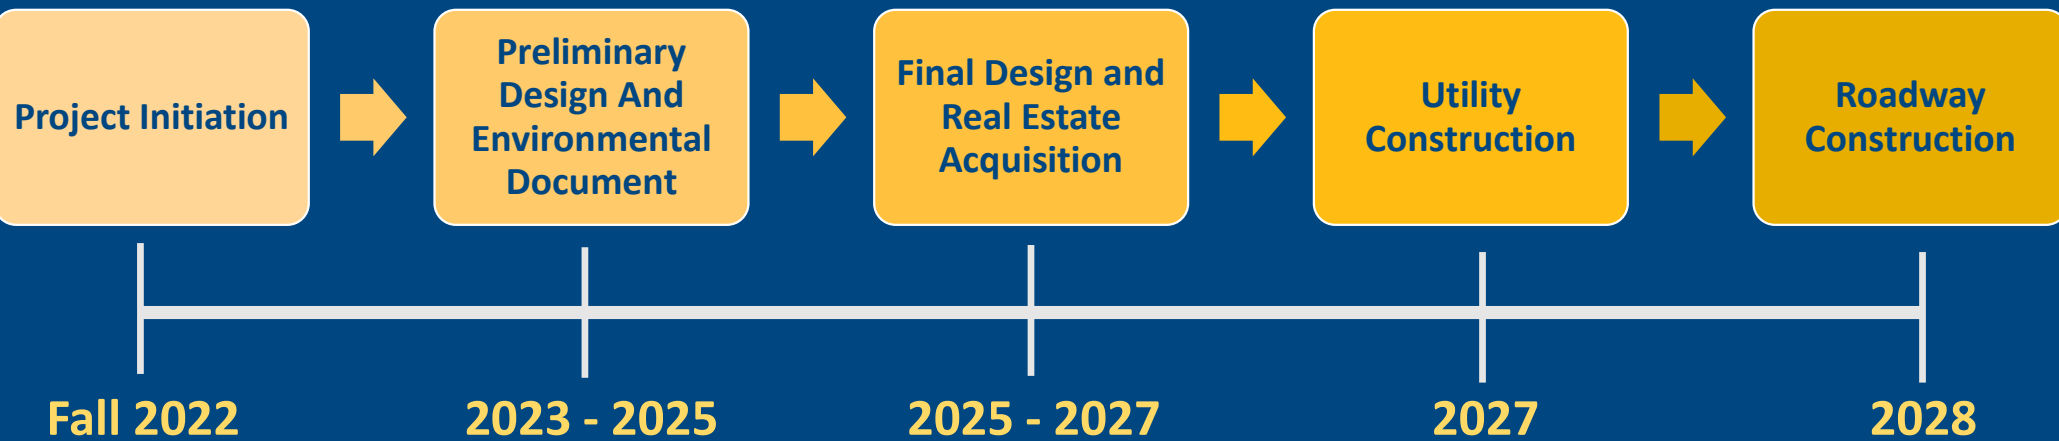 Project Initiation
Preliminary
Design And
Environmental
Document
Final Design and
Real Estate
Acquisition
Utility
Construction
Roadway
Construction
Fall 2022
2023 - 2025
2025 - 2027
2027
2028